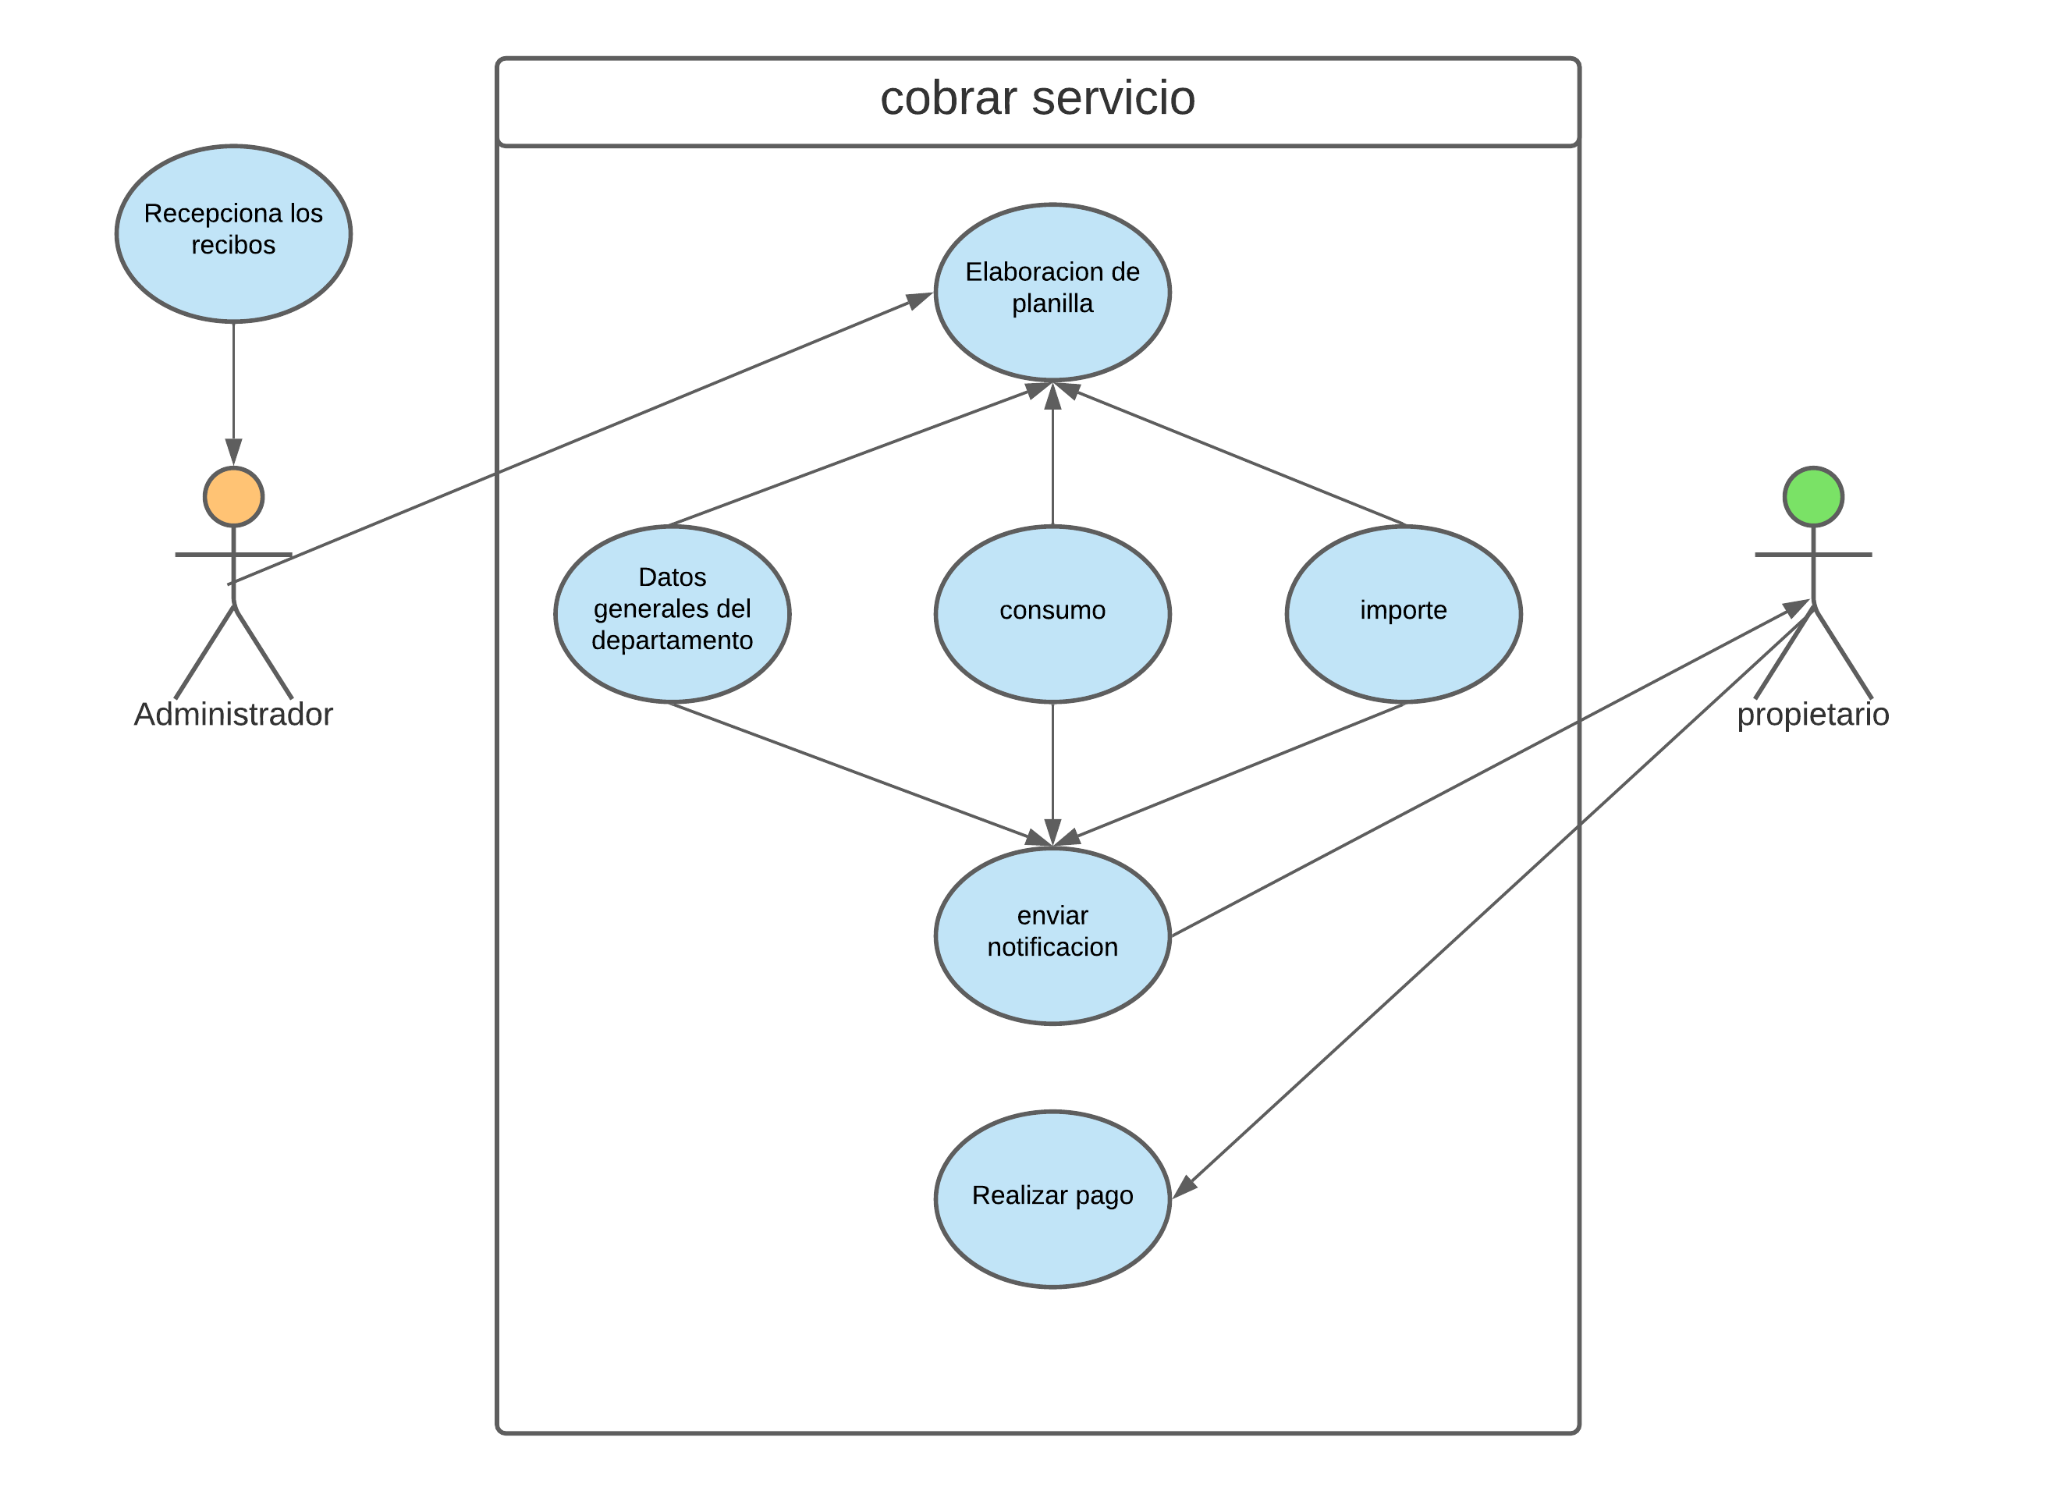 cobrar servicio
Recepciona los
recibos
Elaboracion de
planilla
Datos
generales del
departamento
consumo
importe
Administrador
propietario
enviar
notificacion
Realizar pago